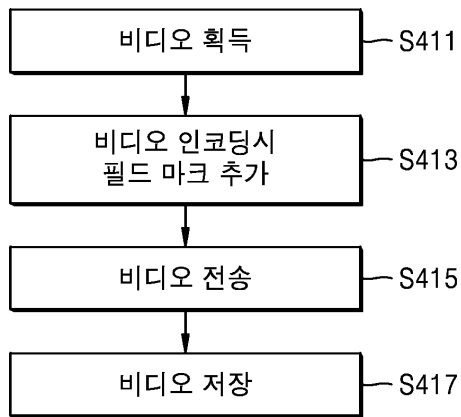 비디오 획득
S411
비디오 인코딩시
필드 마크 추가
S413
비디오 전송
S415
비디오 저장
S417